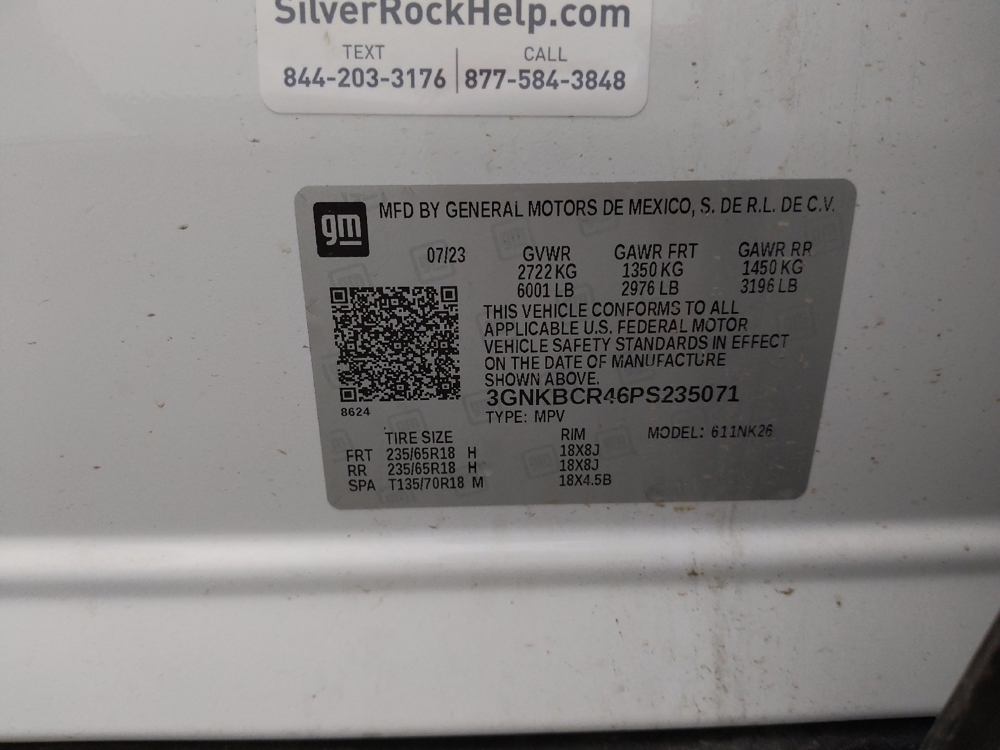 SilverRockHelp.com
TEXT CALL
844-203-3176 877-584-3848
gm
MFD BY GENERAL MOTORS DE MEXICO, S. DE R.L. DE C.V.
07/23 GVWR GAWR FRT GAWR RR
2722 KG 1350 KG 1450 KG
6001 LB 2976 LB 3196 LB
THIS VEHICLE CONFORMS TO ALL
APPLICABLE U.S. FEDERAL MOTOR
VEHICLE SAFETY STANDARDS IN EFFECT
ON THE DATE OF MANUFACTURE
SHOWN ABOVE.
3GNKBCR46PS235071
8624
TYPE: MPV
TIRE SIZE RIM MODEL: 611NK26
FRT 235/65R18 H 18X8J
RR 235/65R18 H 18X8J
SPA T135/70R18 M 18X4.5B